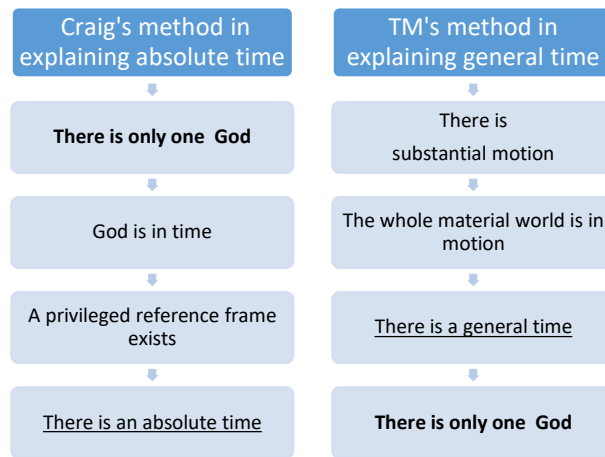 Craig's method in
explaining absolute time
There is only one God
God is in time
A privileged reference frame
exists
There is an absolute time
TM's method in
explaining general time
There is
substantial motion
The whole material world is in
motion
There is a general time
There is only one God